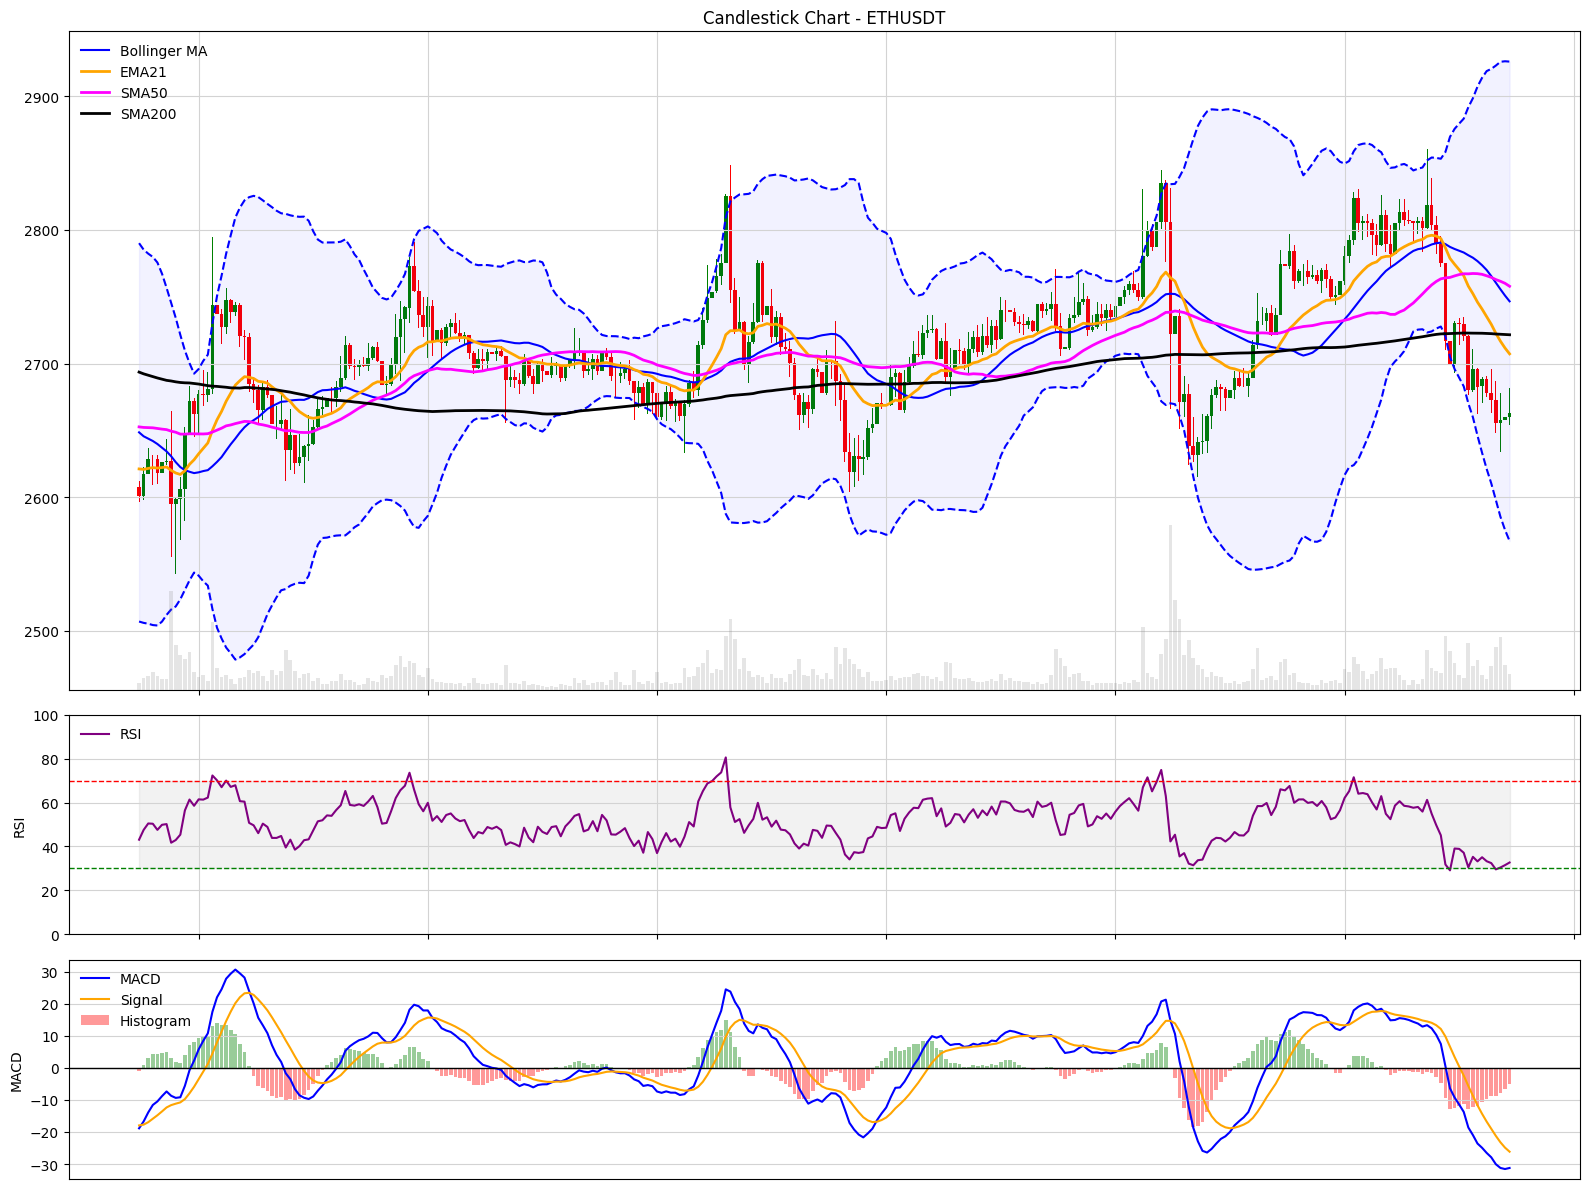 Candlestick Chart - ETHUSDT
Bollinger MA
EMA21
SMA50
SMA200
2900
2800
2700
2600
2500
RSI
RSI
100
80
60
40
20
0
MACD
Signal
Histogram
MACD
30
20
10
0
−10
−20
−30